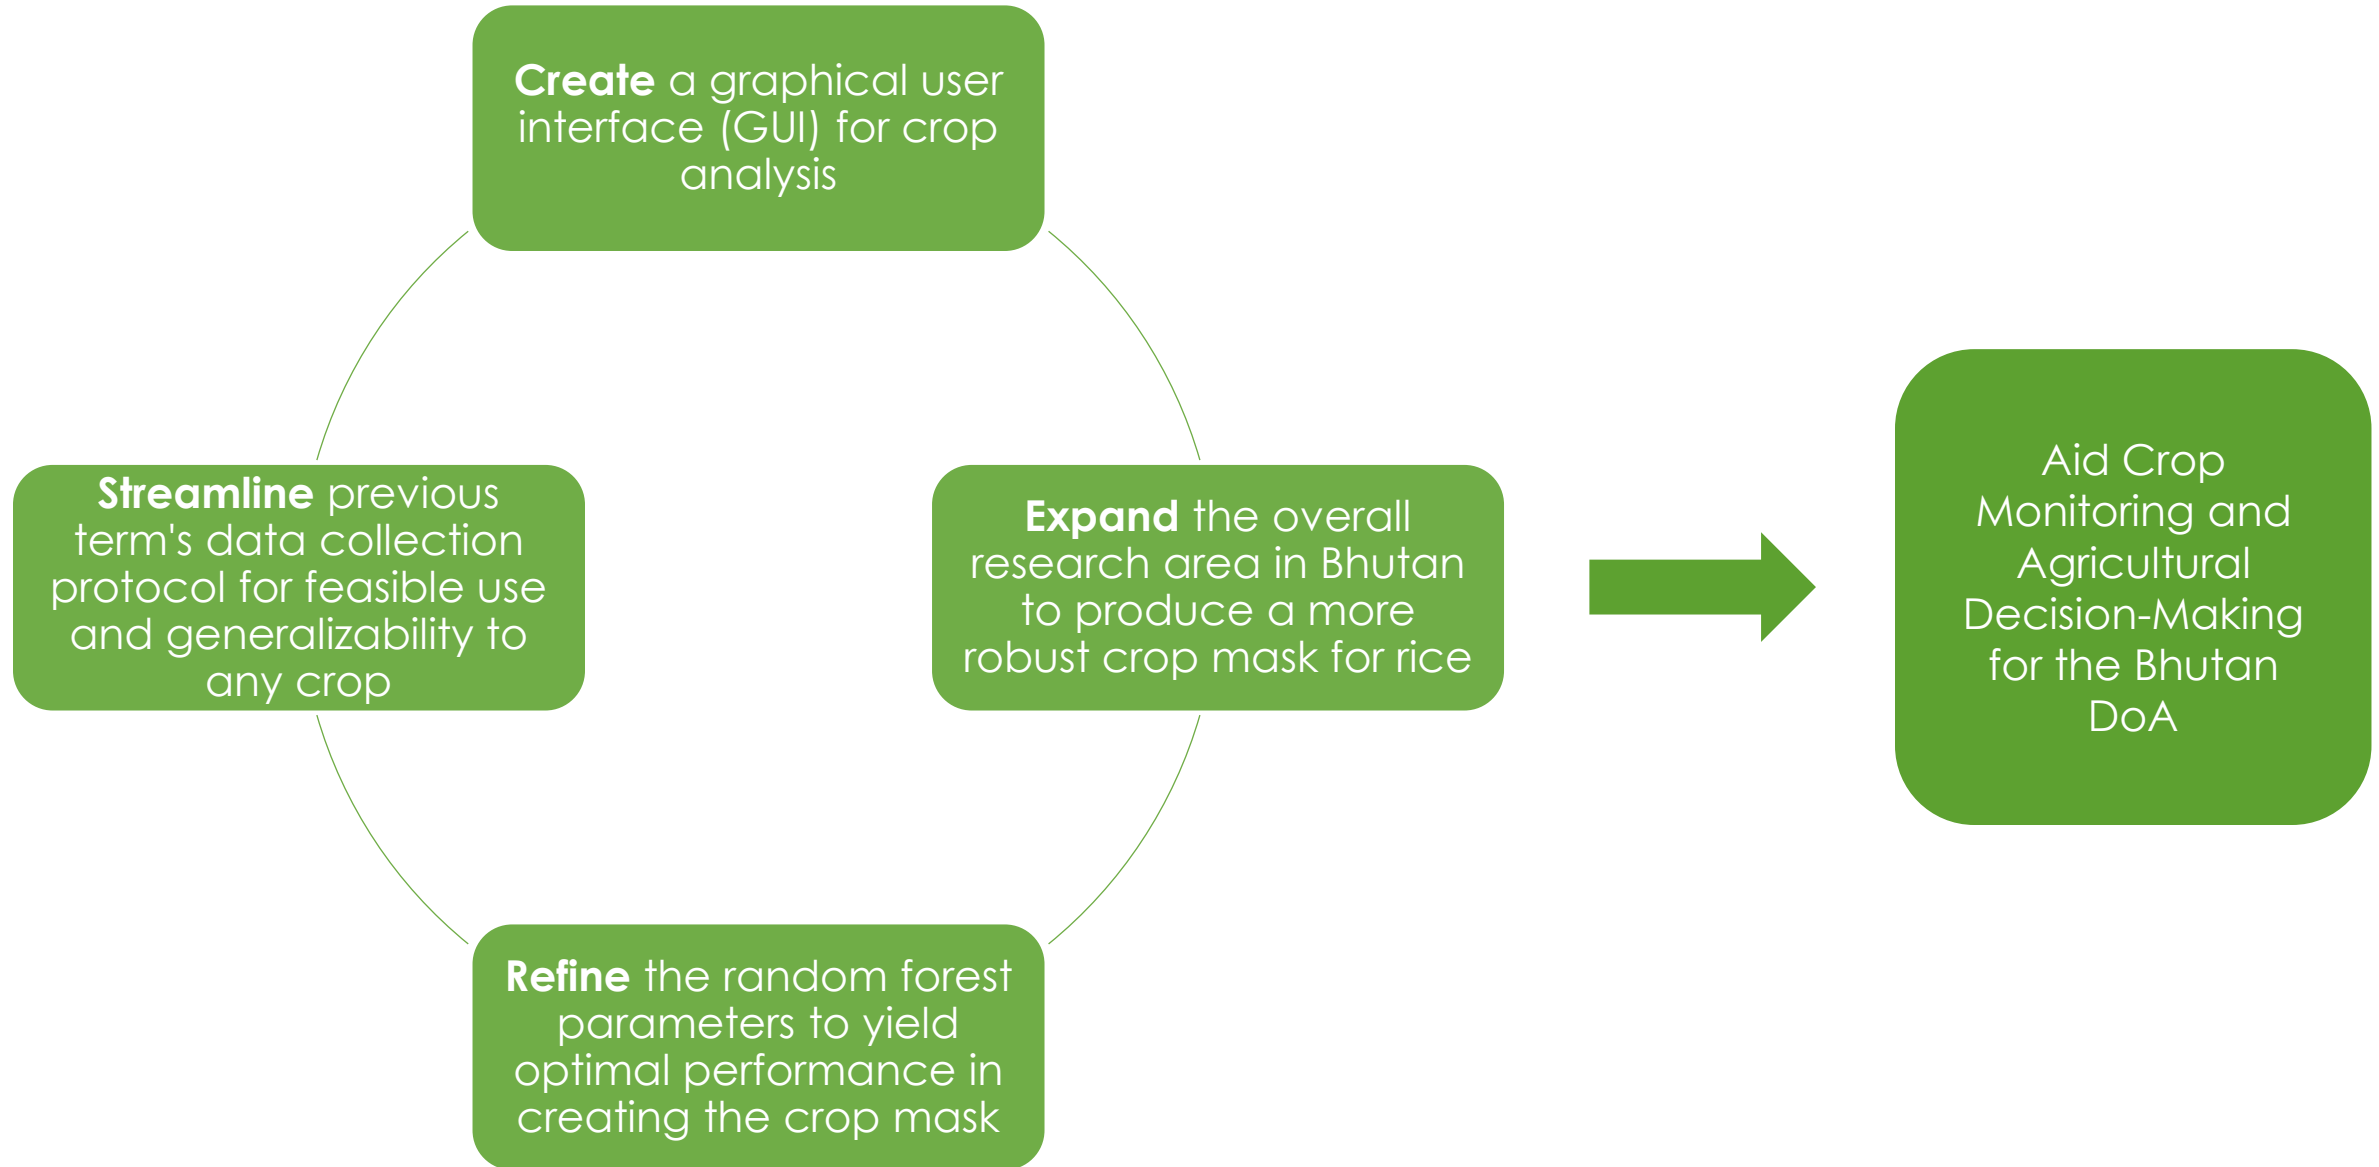 Create a graphical user
interface (GUI) for crop
analysis
Streamline previous
term's data collection
protocol for feasible use
and generalizability to
any crop
Expand the overall
research area in Bhutan
to produce a more
robust crop mask for rice
Refine the random forest
parameters to yield
optimal performance in
creating the crop mask
Aid Crop
Monitoring and
Agricultural
Decision-Making
for the Bhutan
DoA